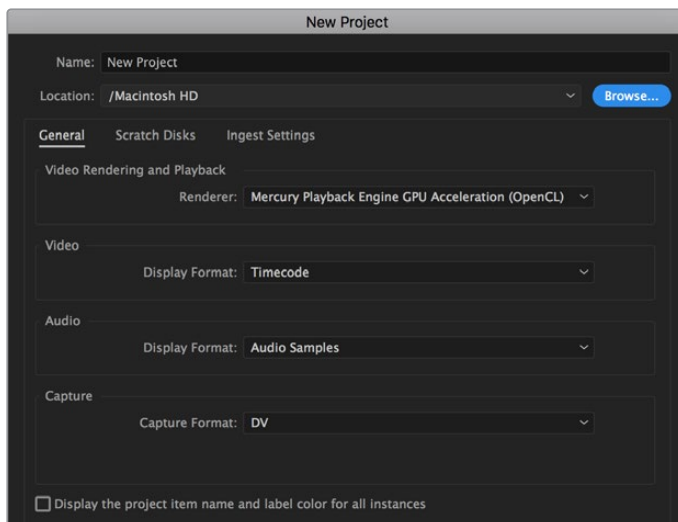 New Project
Name: New Project
Location: /Macintosh HD Browse...
General Scratch Disks Ingest Settings
Video Rendering and Playback
Renderer: Mercury Playback Engine GPU Acceleration (OpenCL)
Video
Display Format: Timecode
Audio
Display Format: Audio Samples
Capture
Capture Format: DV
Display the project item name and label color for all instances